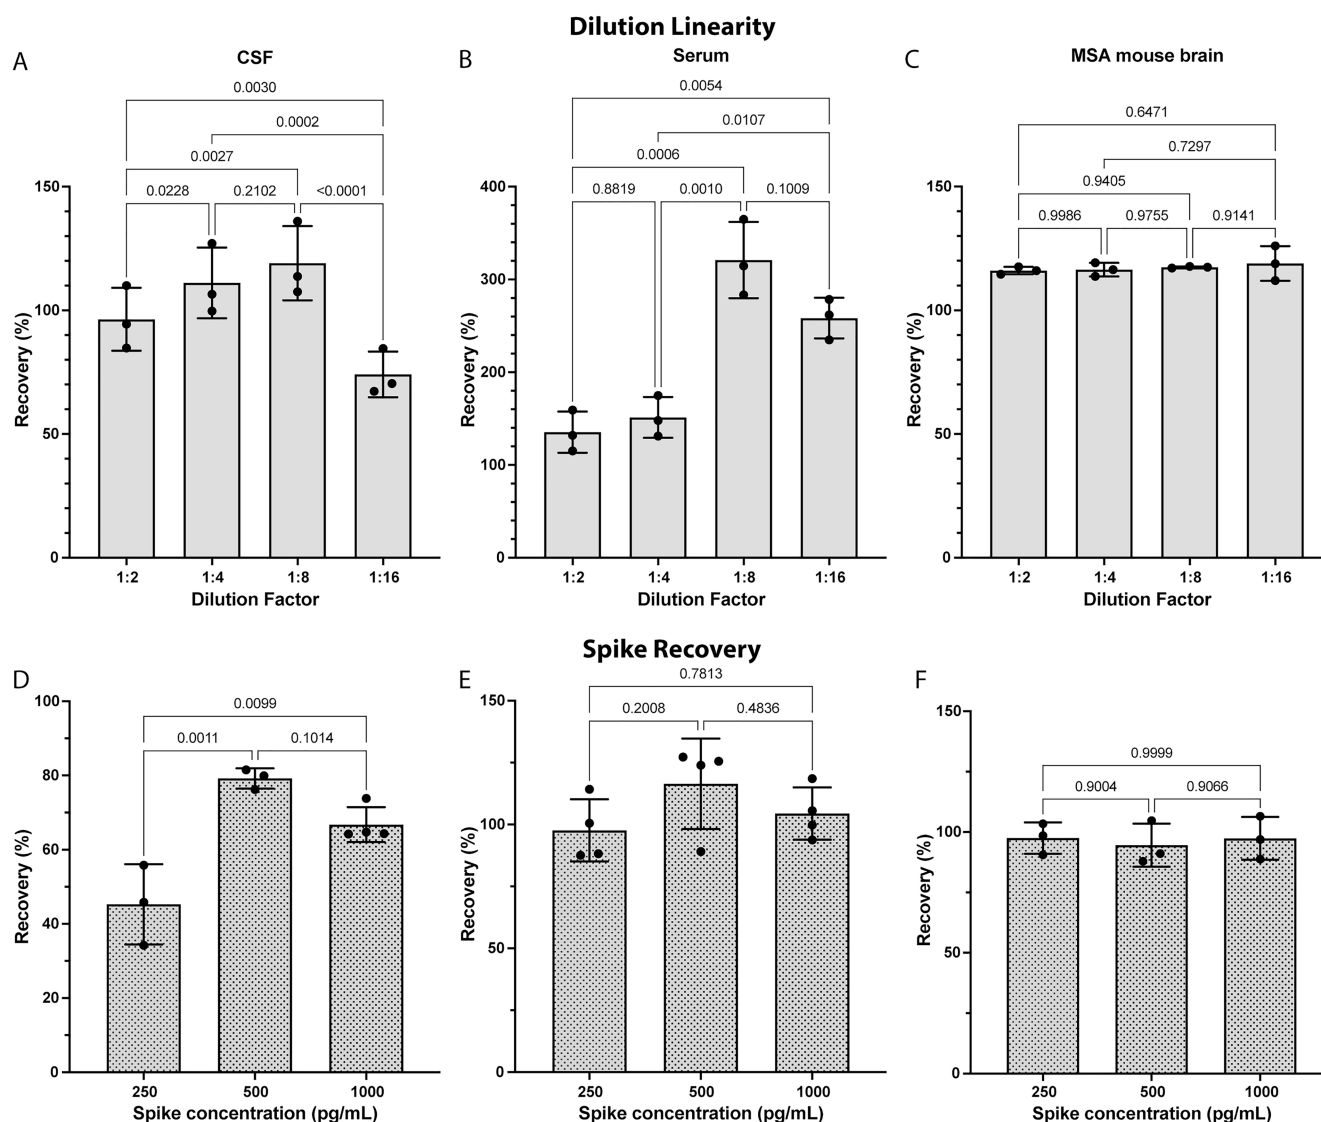 Dilution Linearity
A
CSF
0.0030
0.0002
0.0027
0.0228 0.2102 <0.0001
150
100
50
0
Recovery (%)
1:2 1:4 1:8 1:16
Dilution Factor
B
Serum
0.0054
0.0107
0.0006
0.8819 0.0010 0.1009
400
300
200
100
0
Recovery (%)
1:2 1:4 1:8 1:16
Dilution Factor
C
MSA mouse brain
0.6471
0.7297
0.9405
0.9986 0.9755 0.9141
150
100
50
0
Recovery (%)
1:2 1:4 1:8 1:16
Dilution Factor
Spike Recovery
D
0.0099
0.0011 0.1014
100
80
60
40
20
0
Recovery (%)
250 500 1000
Spike concentration (pg/mL)
E
0.7813
0.2008 0.4836
150
100
50
0
Recovery (%)
250 500 1000
Spike concentration (pg/mL)
F
0.9999
0.9004 0.9066
150
100
50
0
Recovery (%)
250 500 1000
Spike concentration (pg/mL)